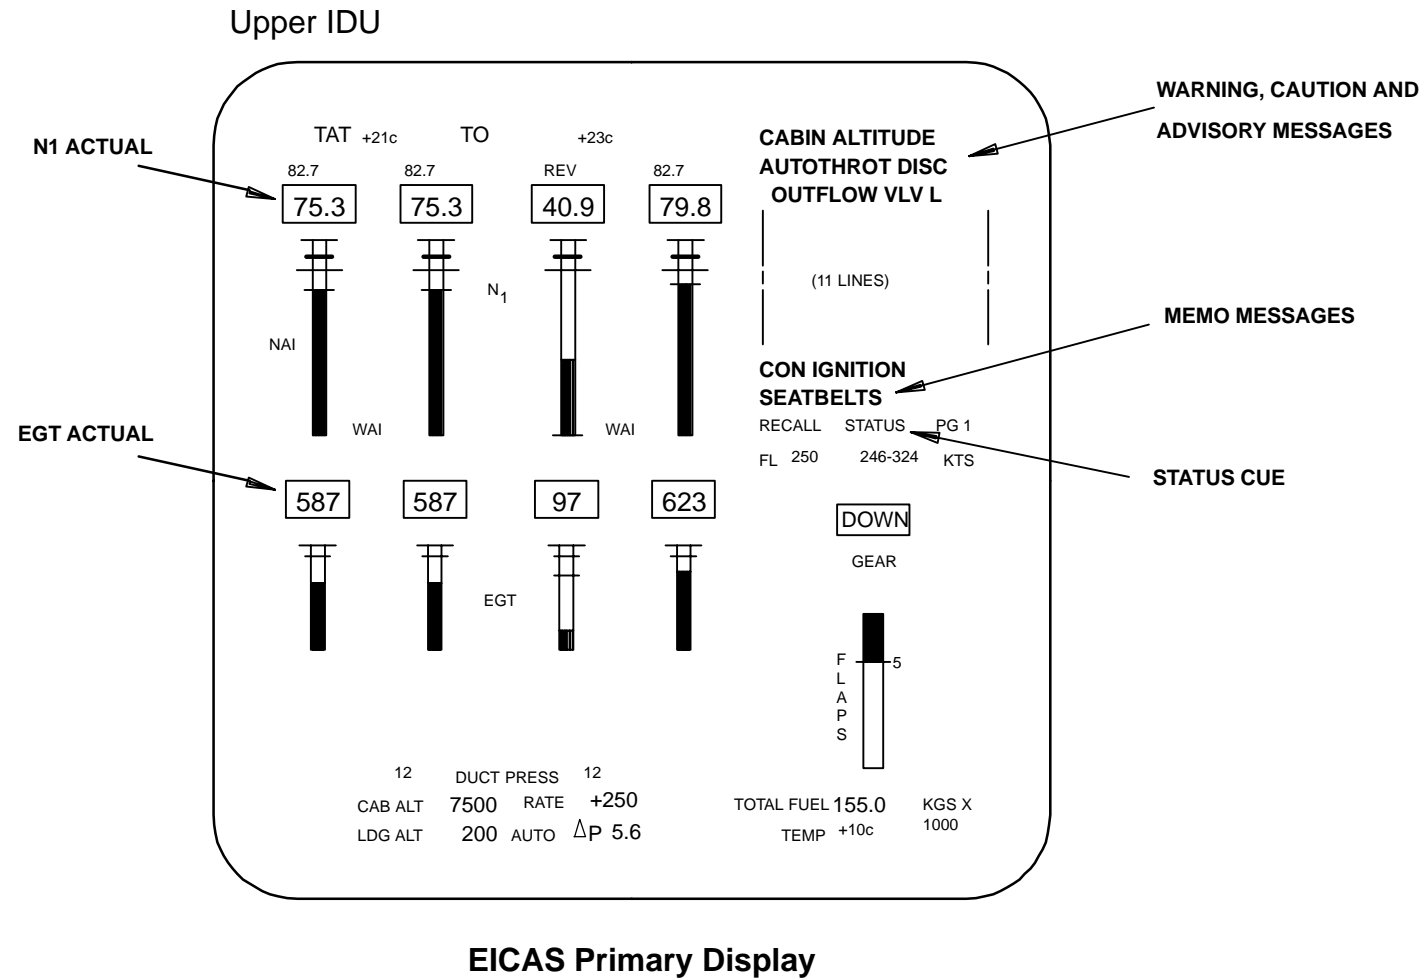 Upper IDU
WARNING, CAUTION AND
ADVISORY MESSAGES
N1 ACTUAL
TAT +21c TO +23c
82.7 82.7 REV 82.7
75.3 75.3 40.9 79.8
CABIN ALTITUDE
AUTOTHROT DISC
OUTFLOW VLV L
(11 LINES)
N1
NAI
MEMO MESSAGES
CON IGNITION
SEATBELTS
WAI WAI
RECALL STATUS PG 1
FL 250 246-324 KTS
STATUS CUE
EGT ACTUAL
587 587 97 623
DOWN
GEAR
EGT
FLAPS
5
12 DUCT PRESS 12
CAB ALT 7500 RATE +250
LDG ALT 200 AUTO ΔP 5.6
TOTAL FUEL 155.0 KGS X
1000
TEMP +10c
EICAS Primary Display